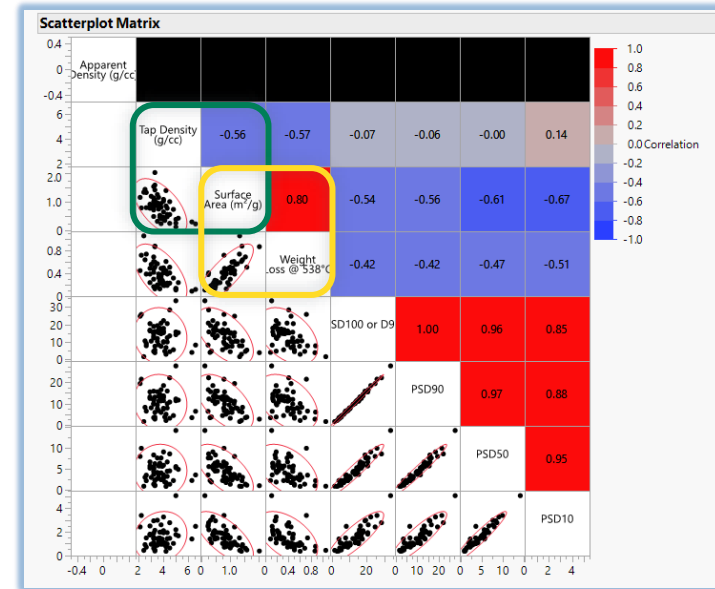 Scatterplot Matrix
0.4
0
-0.4
Apparent
Density (g/cc)
1.0
0.8
0.6
0.4
0.2
0.0
-0.2
-0.4
-0.6
-0.8
-1.0
Correlation
6
4
2
Tap Density
(g/cc)
-0.56 -0.57 -0.07 -0.06 -0.00 0.14
2.0
1.0
0
Surface
Area (m²/g)
0.80 -0.54 -0.56 -0.61 -0.67
0.8
0.4
0
Weight
Loss @ 538°C
-0.42 -0.42 -0.47 -0.51
30
20
10
0
SD100 or D9
1.00 0.96 0.85
20
10
0
PSD90
0.97 0.88
10
5
0
PSD50
0.95
4
2
0
PSD10
-0.4 0 2 4 6 0 1.0 0 0.4 0.8 0 20 0 10 20 0 5 10 0 2 4